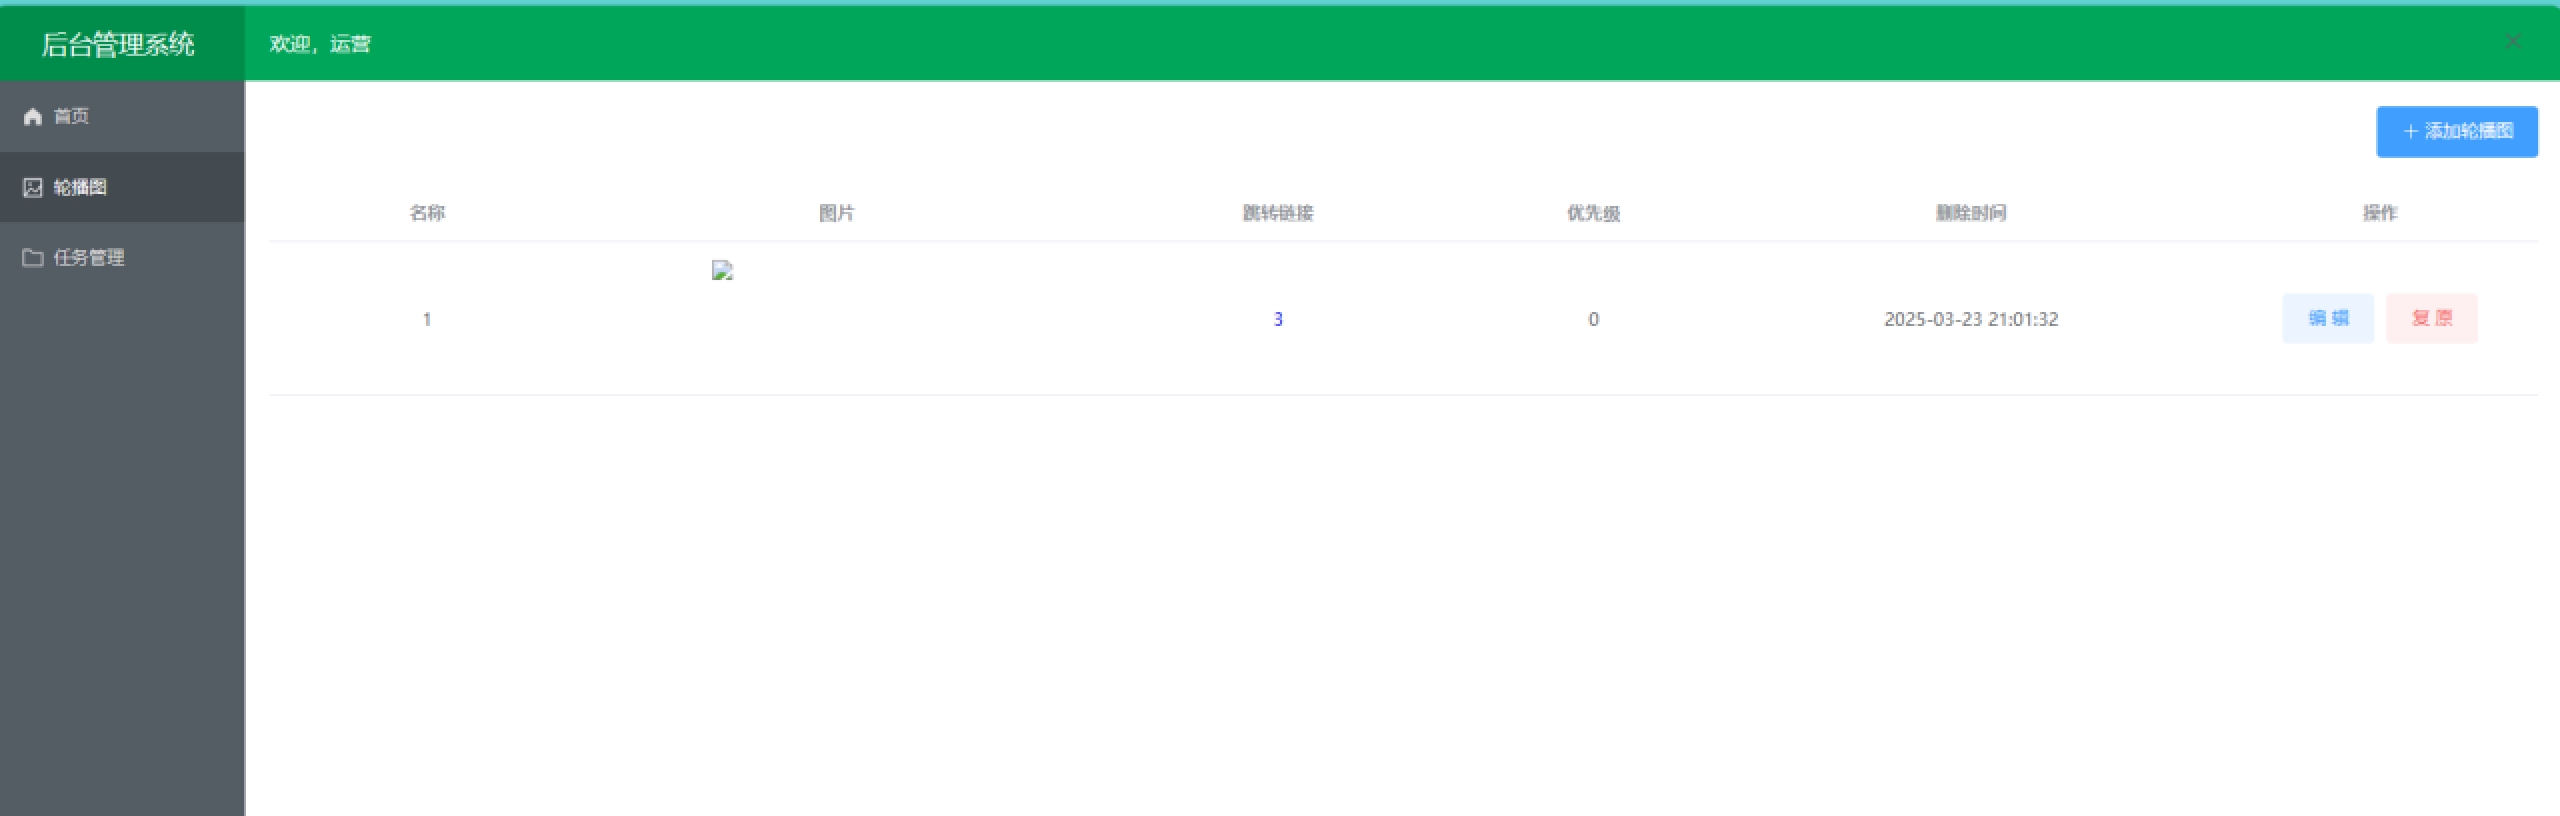 后台管理系统
欢迎，运营
首页
轮播图
任务管理
+ 添加轮播图
名称 图片 跳转链接 优先级 删除时间 操作
1 3 0 2025-03-23 21:01:32 编 辑 复 原